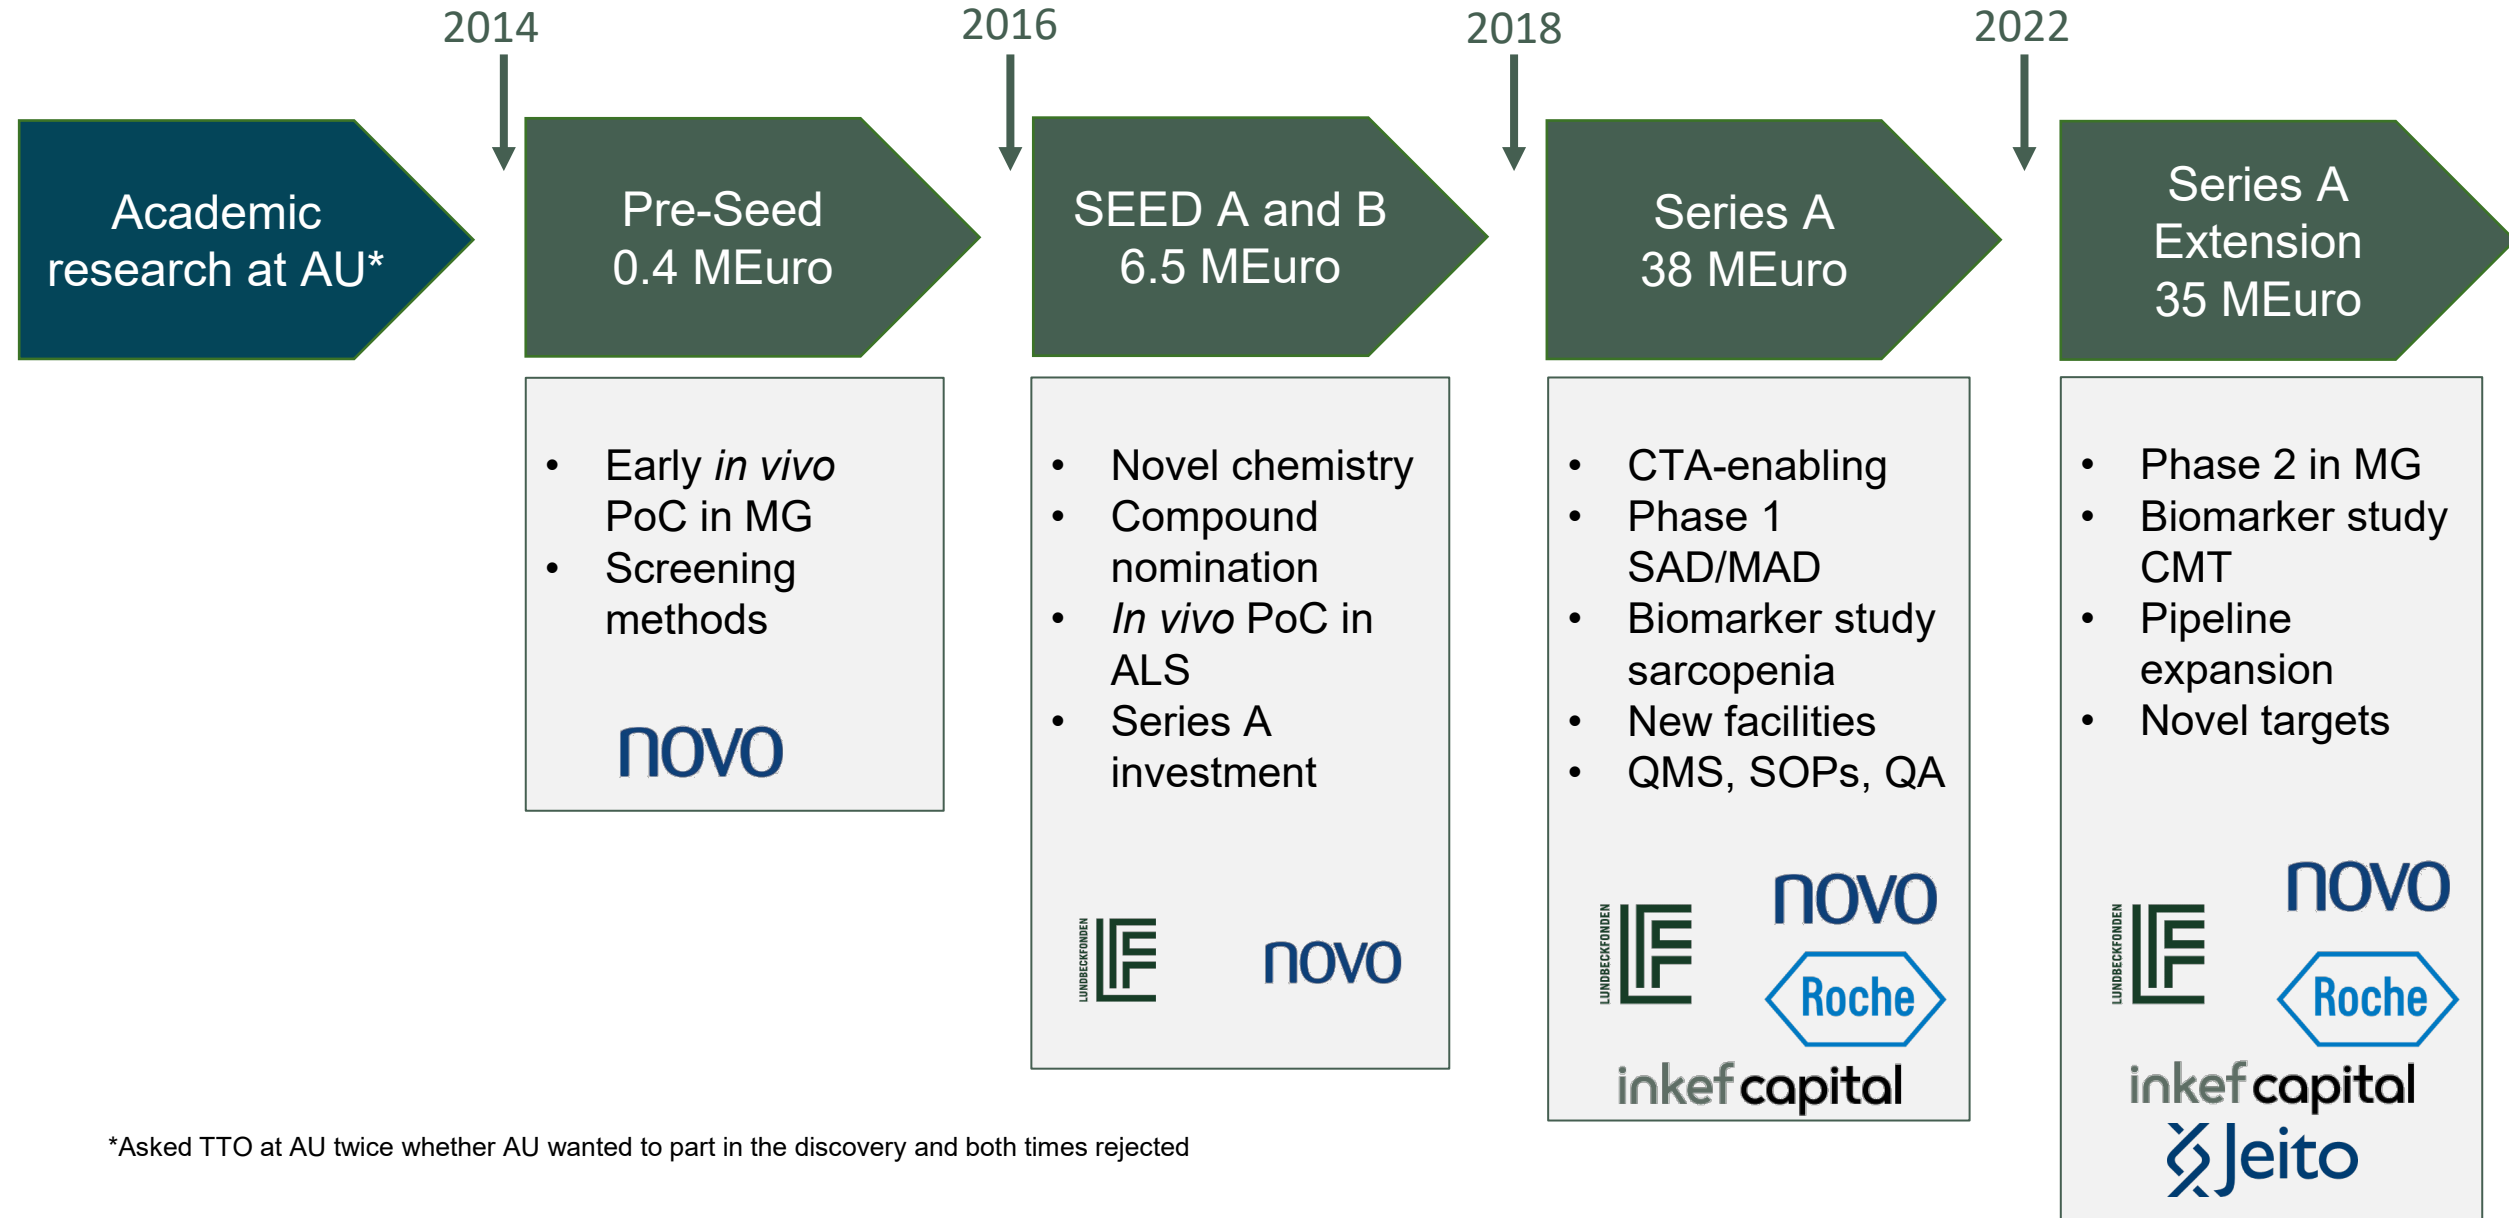 2014
2016
2018
2022
Academic
research at AU*
Pre-Seed
0.4 MEuro
SEED A and B
6.5 MEuro
Series A
38 MEuro
Series A
Extension
35 MEuro
• Early in vivo
PoC in MG
• Screening
methods
novo
• Novel chemistry
• Compound
nomination
• In vivo PoC in
ALS
• Series A
investment
LUNDBECKFONDEN
LF
novo
• CTA-enabling
• Phase 1
SAD/MAD
• Biomarker study
sarcopenia
• New facilities
• QMS, SOPs, QA
novo
LUNDBECKFONDEN
LF
Roche
inkef capital
• Phase 2 in MG
• Biomarker study
CMT
• Pipeline
expansion
• Novel targets
novo
LUNDBECKFONDEN
LF
Roche
inkef capital
Jeito
*Asked TTO at AU twice whether AU wanted to part in the discovery and both times rejected